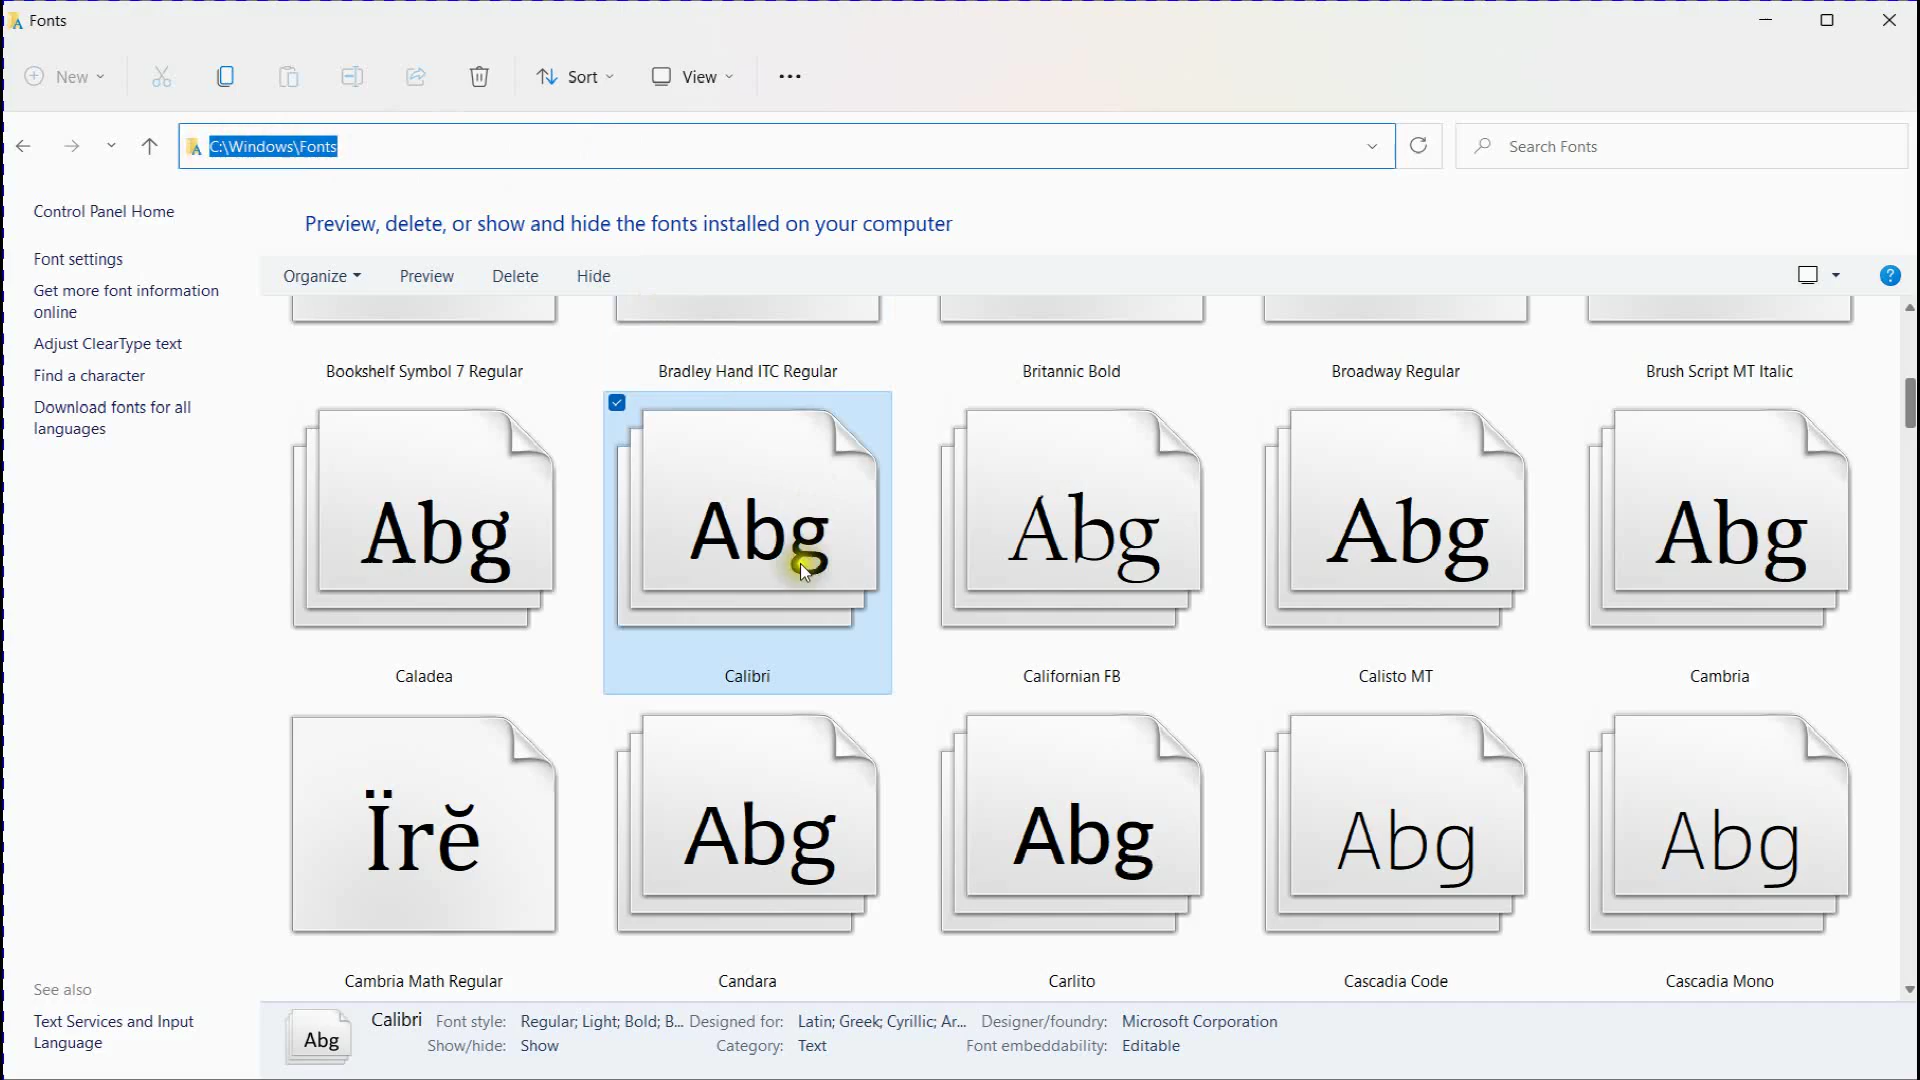 Fonts
New
Sort
View
C:\Windows\Fonts
Search Fonts
Control Panel Home
Font settings
Get more font information
online
Adjust ClearType text
Find a character
Download fonts for all
languages
See also
Text Services and Input
Language
Preview, delete, or show and hide the fonts installed on your computer
Organize Preview Delete Hide
?
Bookshelf Symbol 7 Regular Bradley Hand ITC Regular Britannic Bold Broadway Regular Brush Script MT Italic
Abg Abg Abg Abg Abg
Caladea Calibri Californian FB Calisto MT Cambria
Ïrĕ Abg Abg Abg Abg
Cambria Math Regular Candara Carlito Cascadia Code Cascadia Mono
Abg
Calibri Font style: Regular; Light; Bold; B... Designed for: Latin; Greek; Cyrillic; Ar... Designer/foundry: Microsoft Corporation
Show/hide: Show Category: Text Font embeddability: Editable